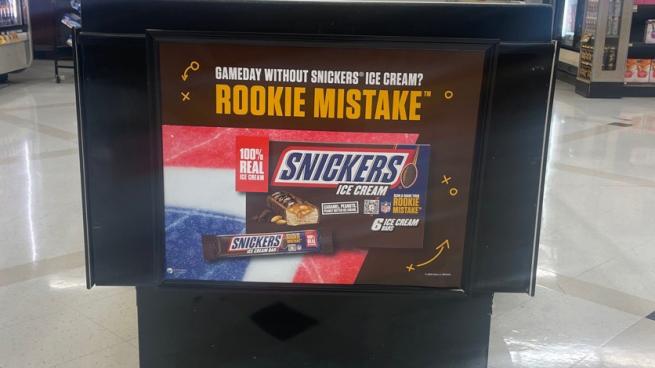 GAMEDAY WITHOUT SNICKERS® ICE CREAM?
ROOKIE MISTAKE™
100%
REAL
ICE CREAM
SNICKERS
ICE CREAM
CARAMEL, PEANUTS,
ROOKIE
MISTAKE™
6 ICE CREAM
BARS
SNICKERS
ICE CREAM BAR